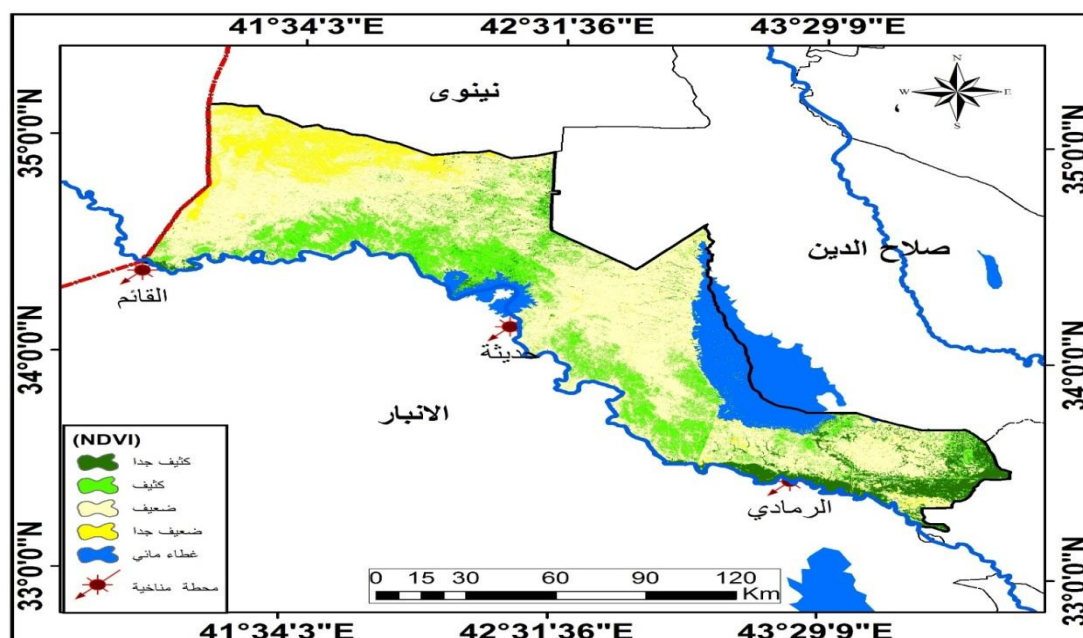 41°34'3"E 42°31'36"E 43°29'9"E
35°0'0"N
35°0'0"N
نينوى
N
W E
S
صلاح الدين
القائم
حديثة
34°0'0"N
34°0'0"N
الانبار
(NDVI)
كثيف جدا
كثيف
ضعيف
ضعيف جدا
غطاء مائي
محطة مناخية
الرمادي
33°0'0"N
33°0'0"N
0 15 30 60 90 120
Km
41°34'3"E 42°31'36"E 43°29'9"E